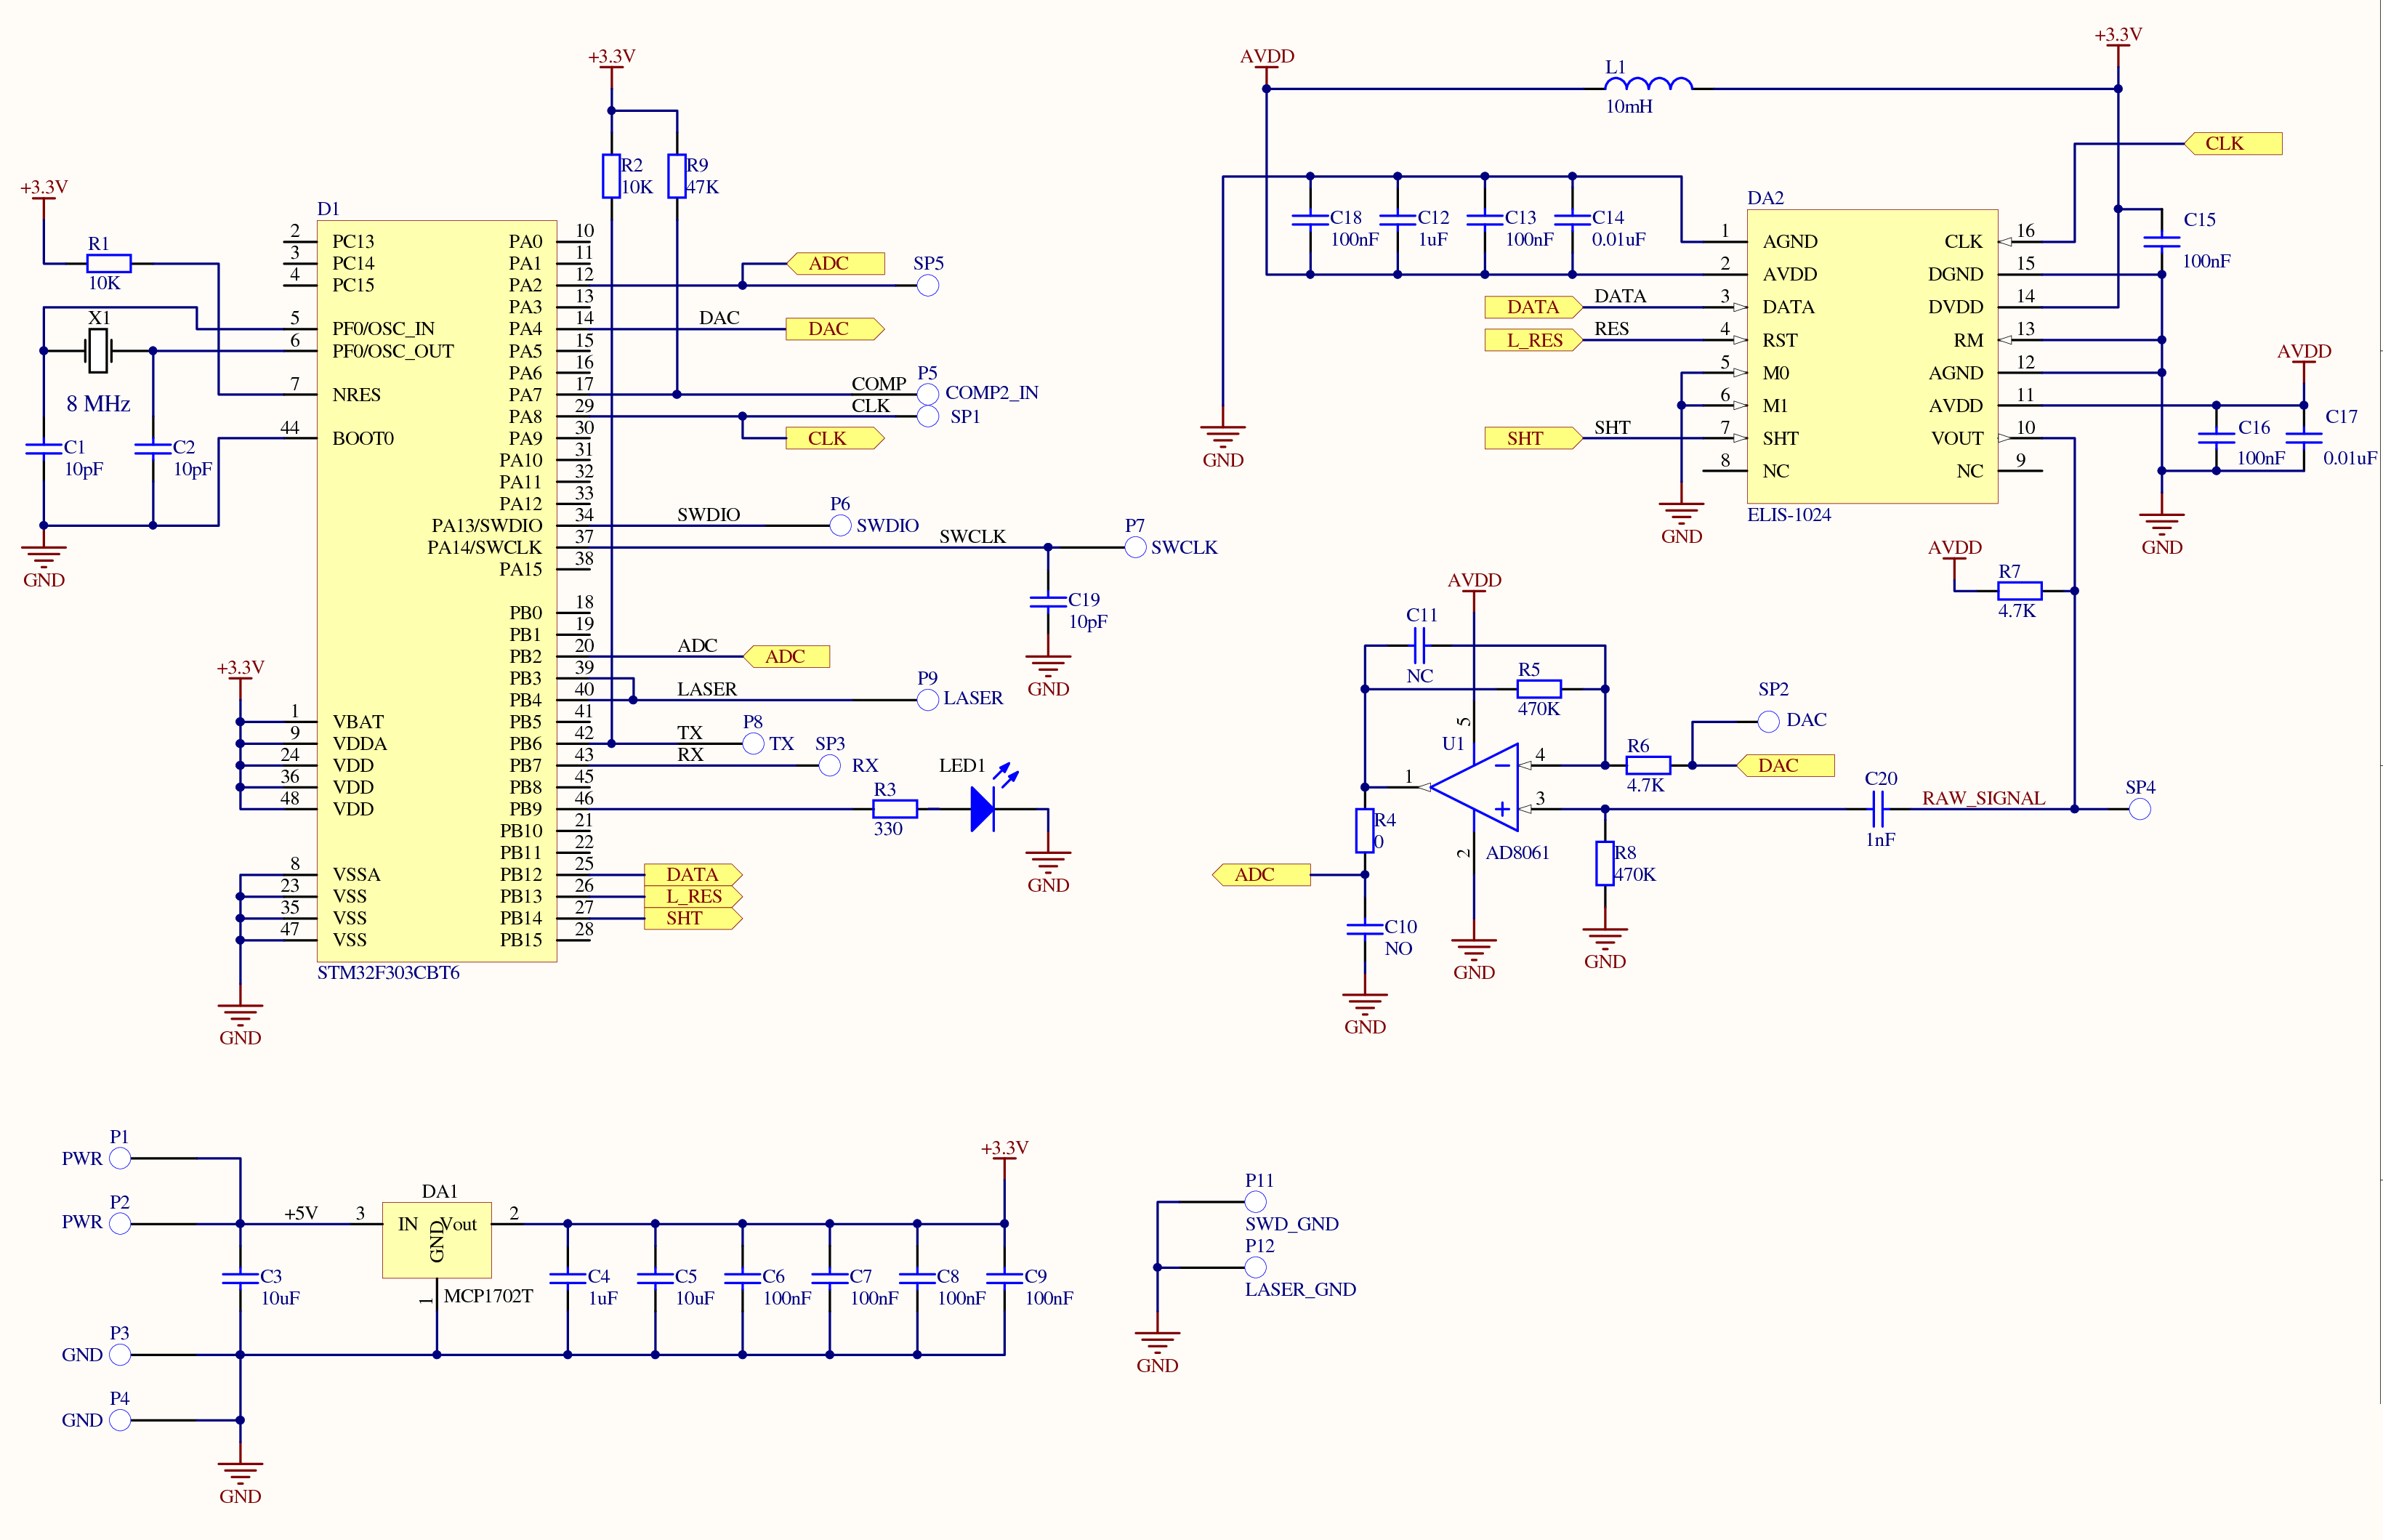 +3.3V
R1
10K
X1
8 MHz
C1
10pF
C2
10pF
GND
+3.3V
R2
10K
R9
47K
D1
2 PC13
3 PC14
4 PC15
5 PF0/OSC_IN
6 PF0/OSC_OUT
7 NRES
44 BOOT0
+3.3V
1 VBAT
9 VDDA
24 VDD
36 VDD
48 VDD
8 VSSA
23 VSS
35 VSS
47 VSS
GND
STM32F303CBT6
PA0 10
PA1 11
PA2 12
PA3 13
PA4 14
PA5 15
PA6 16
PA7 17
PA8 29
PA9 30
PA10 31
PA11 32
PA12 33
PA13/SWDIO 34
PA14/SWCLK 37
PA15 38
PB0 18
PB1 19
PB2 20
PB3 39
PB4 40
PB5 41
PB6 42
PB7 43
PB8 45
PB9 46
PB10 21
PB11 22
PB12 25
PB13 26
PB14 27
PB15 28
ADC
SP5
DAC DAC
COMP P5 COMP2_IN
CLK SP1
CLK
SWDIO P6 SWDIO
SWCLK P7 SWCLK
C19
10pF
GND
ADC ADC
LASER P9 LASER
TX P8 TX
RX SP3 RX
R3
330
LED1
GND
DATA
L_RES
SHT
AVDD
L1
10mH
+3.3V
CLK
C18
100nF
C12
1uF
C13
100nF
C14
0.01uF
GND
DA2
1 AGND
2 AVDD
3 DATA
4 RST
5 M0
6 M1
7 SHT
8 NC
CLK 16
DGND 15
DVDD 14
RM 13
AGND 12
AVDD 11
VOUT 10
NC 9
ELIS-1024
DATA DATA
L_RES RES
SHT SHT
GND
C15
100nF
AVDD
C16
100nF
C17
0.01uF
GND
AVDD
R7
4.7K
AVDD
C11
NC
R5
470K
SP2
DAC
5
U1
4
R6
4.7K
DAC
1
3
C20
1nF
RAW_SIGNAL
SP4
2
AD8061
R4
0
R8
470K
ADC
C10
NO
GND
GND
GND
P1
PWR
P2
PWR
P3
GND
P4
GND
+5V
C3
10uF
GND
DA1
3 IN
GND
Vout 2
1
MCP1702T
C4
1uF
C5
10uF
C6
100nF
C7
100nF
C8
100nF
C9
100nF
+3.3V
P11
SWD_GND
P12
LASER_GND
GND